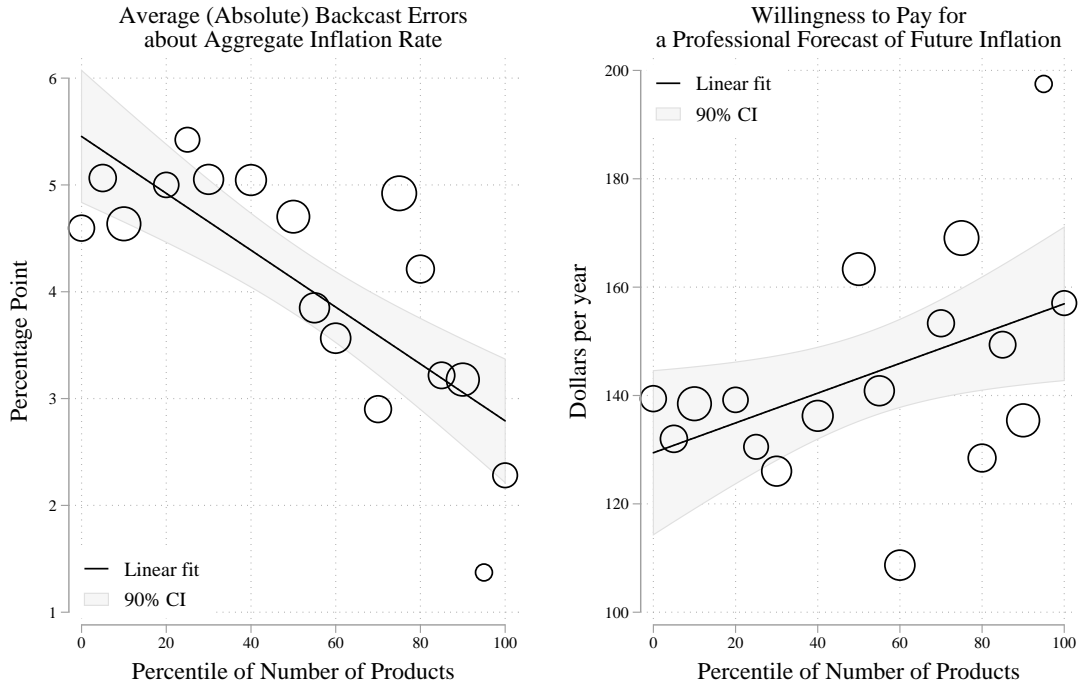 Average (Absolute) Backcast Errors
about Aggregate Inflation Rate
6
5
4
3
2
1
Percentage Point
Linear fit
90% CI
0 20 40 60 80 100
Percentile of Number of Products
Willingness to Pay for
a Professional Forecast of Future Inflation
200
180
160
140
120
100
Dollars per year
Linear fit
90% CI
0 20 40 60 80 100
Percentile of Number of Products